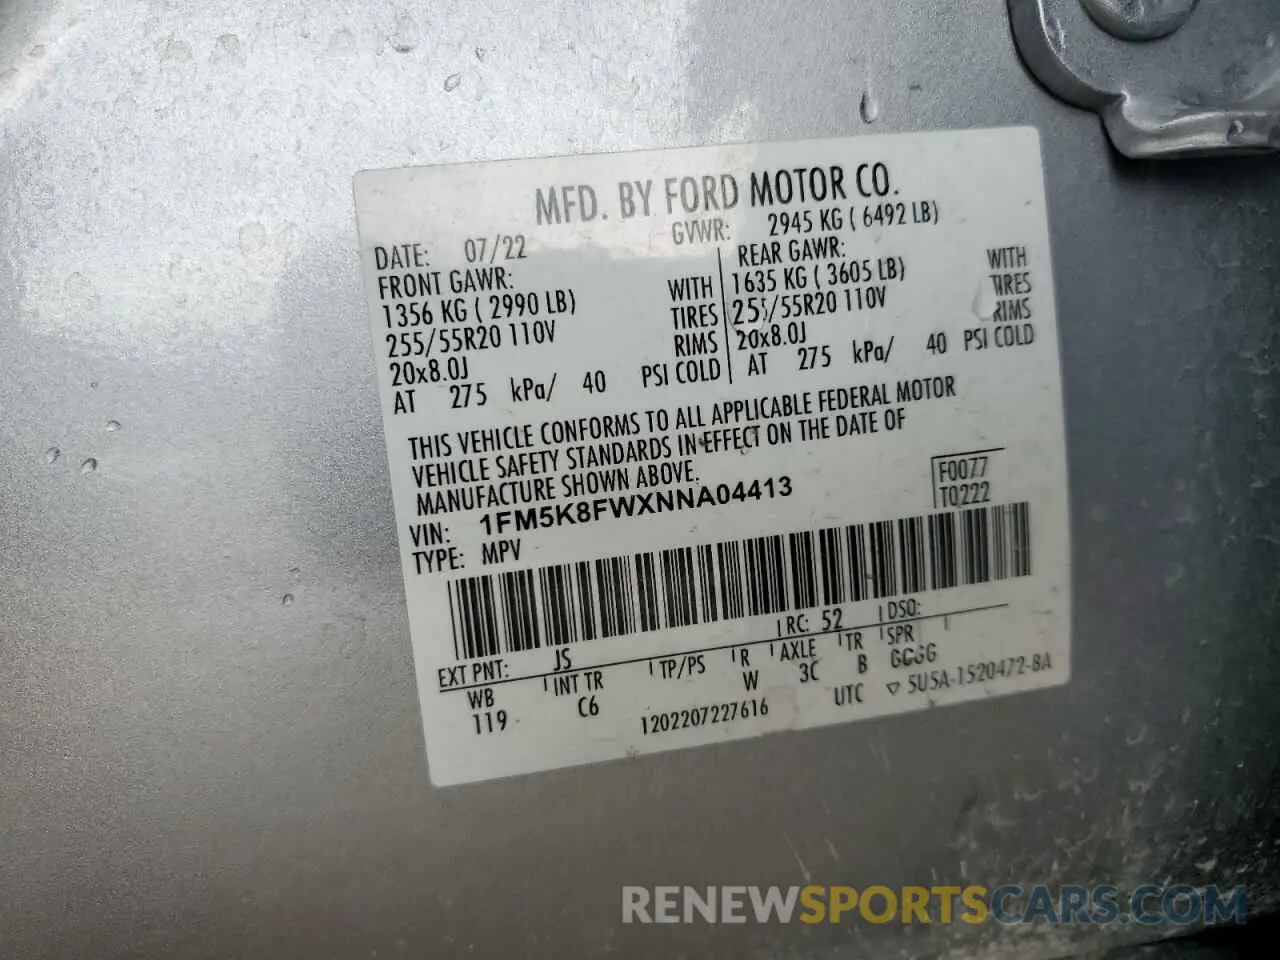 MFD. BY FORD MOTOR CO.
DATE: 07/22 GVWR: 2945 KG ( 6492 LB)
FRONT GAWR: REAR GAWR:
1356 KG ( 2990 LB) WITH 1635 KG ( 3605 LB) WITH
255/55R20 110V TIRES 255/55R20 110V TIRES
20x8.0J RIMS 20x8.0J RIMS
AT 275 kPa/ 40 PSI COLD AT 275 kPa/ 40 PSI COLD
THIS VEHICLE CONFORMS TO ALL APPLICABLE FEDERAL MOTOR
VEHICLE SAFETY STANDARDS IN EFFECT ON THE DATE OF
MANUFACTURE SHOWN ABOVE.
VIN: 1FM5K8FWXNNA04413 F0077
TYPE: MPV T0222
EXT PNT: JS RC: 52 DSO:
WB INT TR TP/PS R AXLE TR SPR
119 C6 W 3C B GGGG
1202207227616 UTC ▽ 5U5A-1520472-BA
RENEWSPORTSCARS.COM